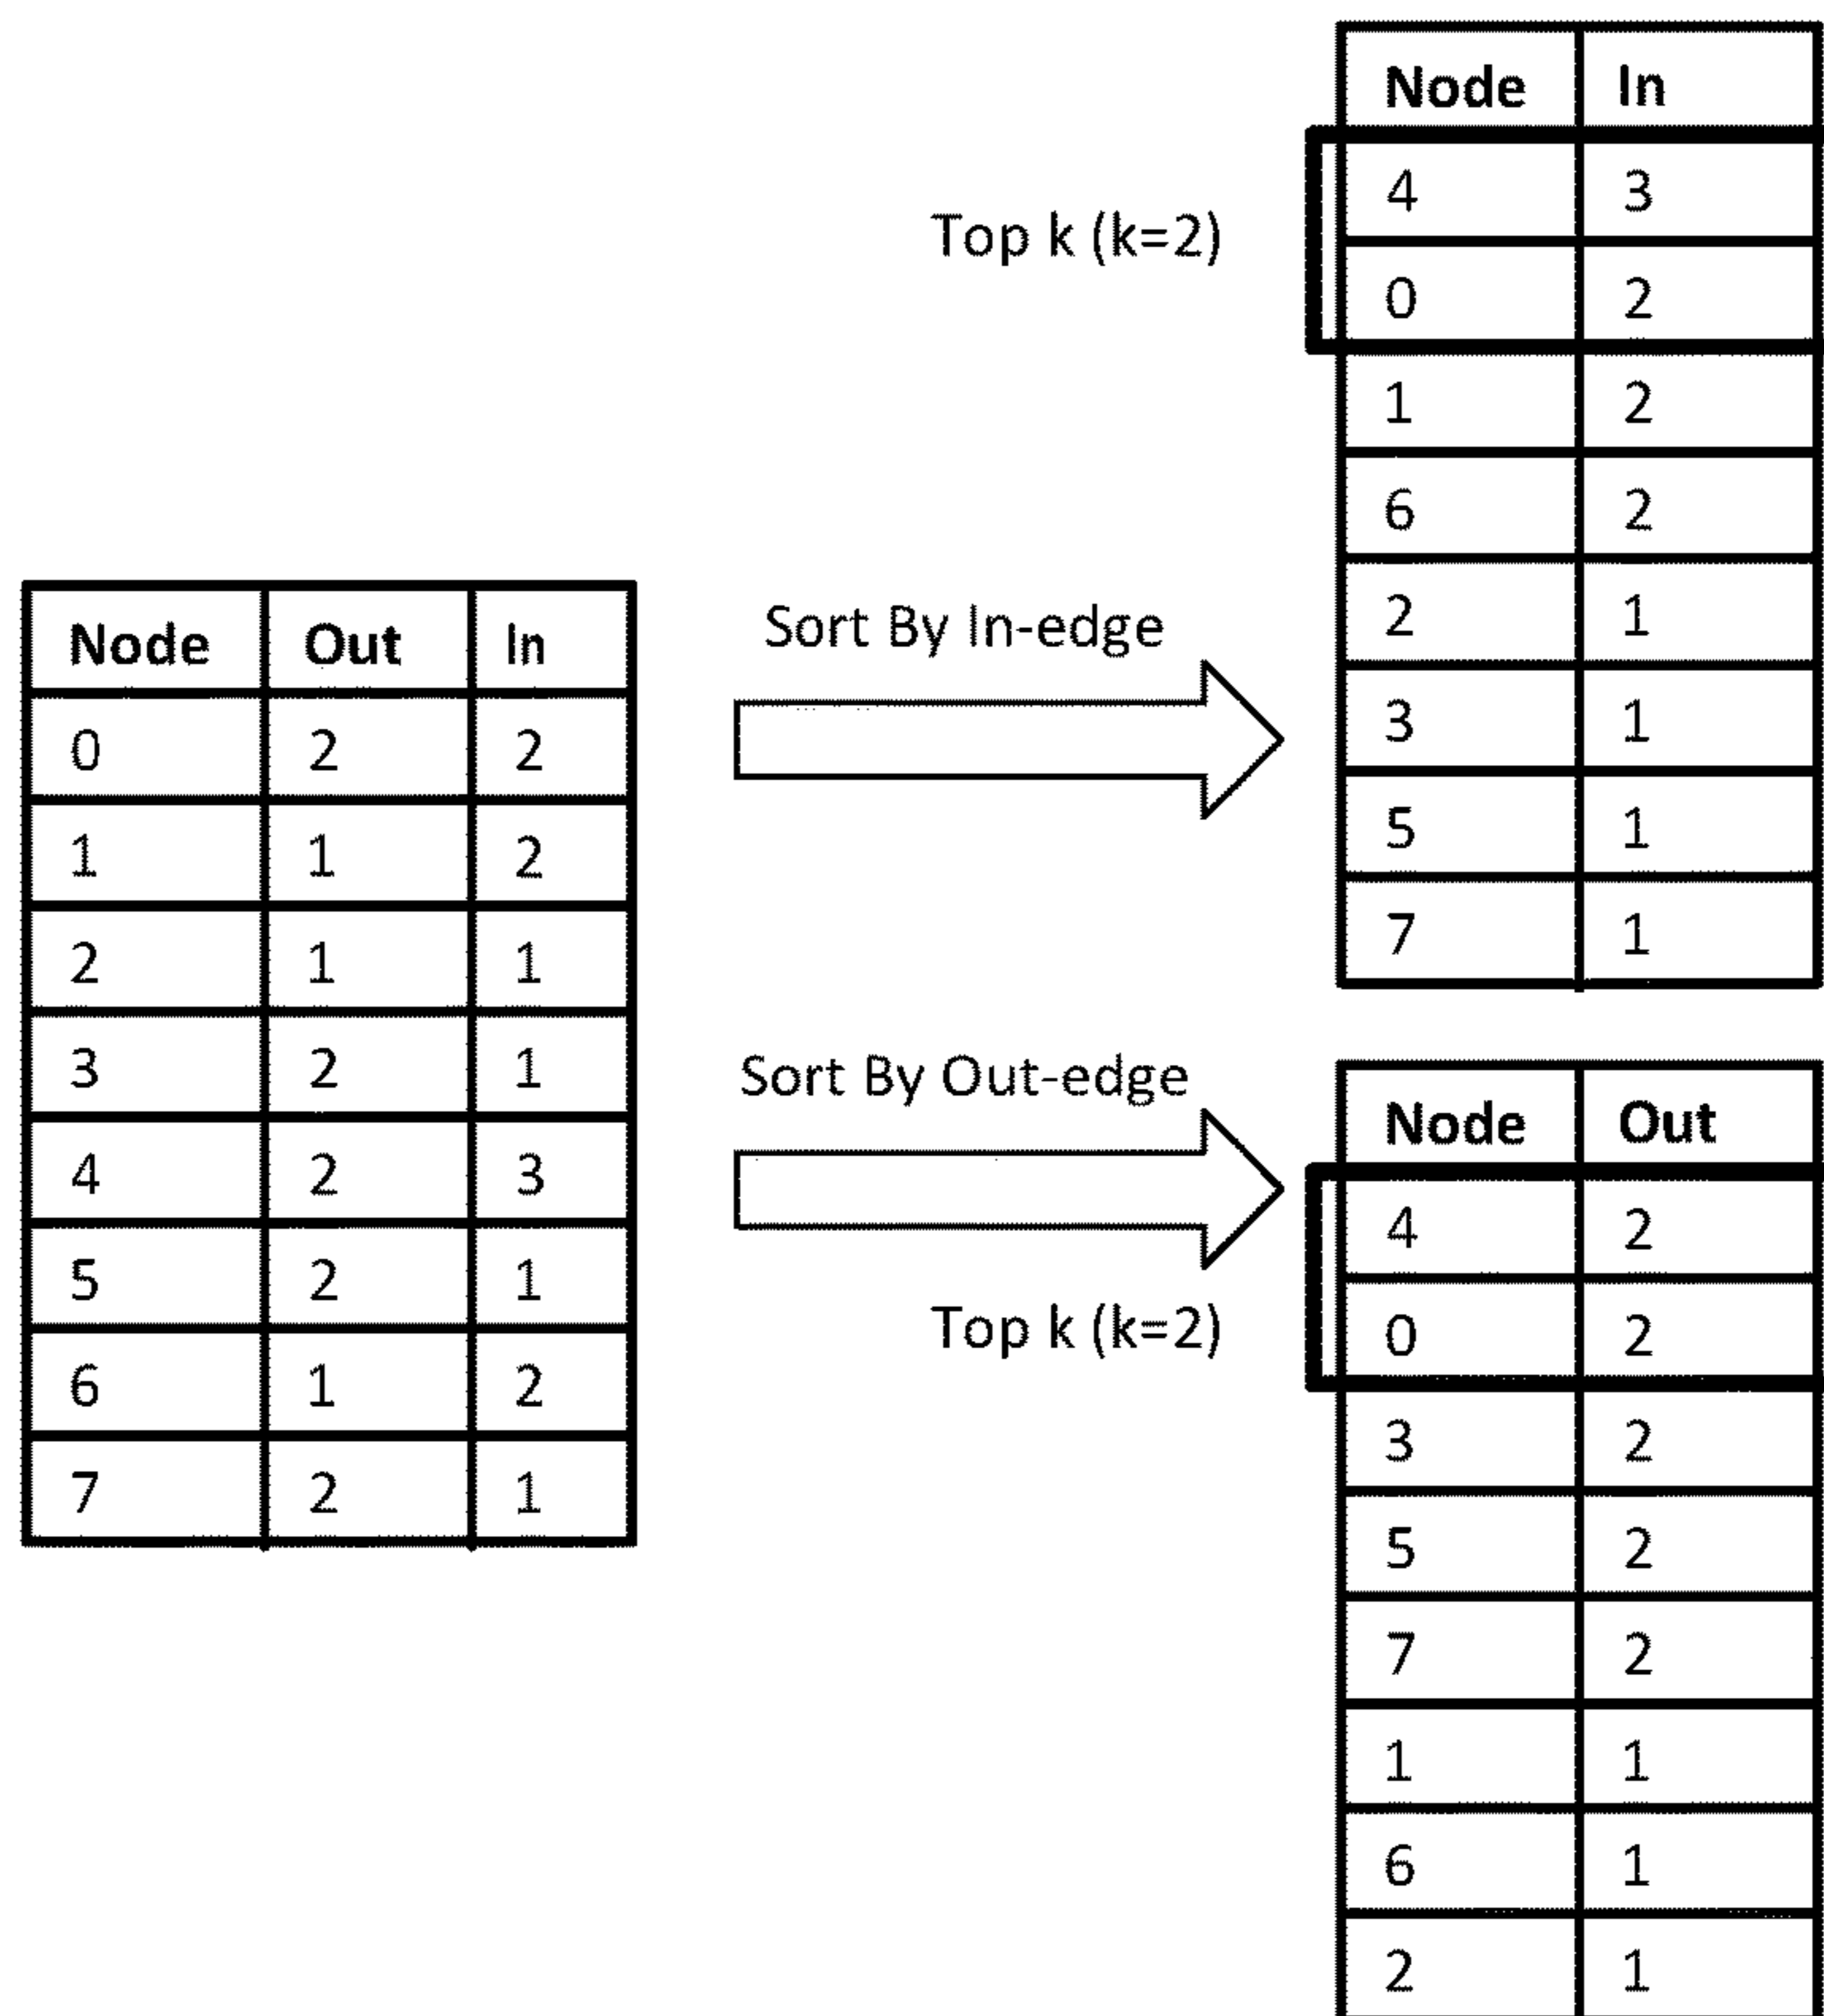 Node Out In
0 2 2
1 1 2
2 1 1
3 2 1
4 2 3
5 2 1
6 1 2
7 2 1
Sort By In-edge
Top k (k=2)
Node In
4 3
0 2
1 2
6 2
2 1
3 1
5 1
7 1
Sort By Out-edge
Top k (k=2)
Node Out
4 2
0 2
3 2
5 2
7 2
1 1
6 1
2 1